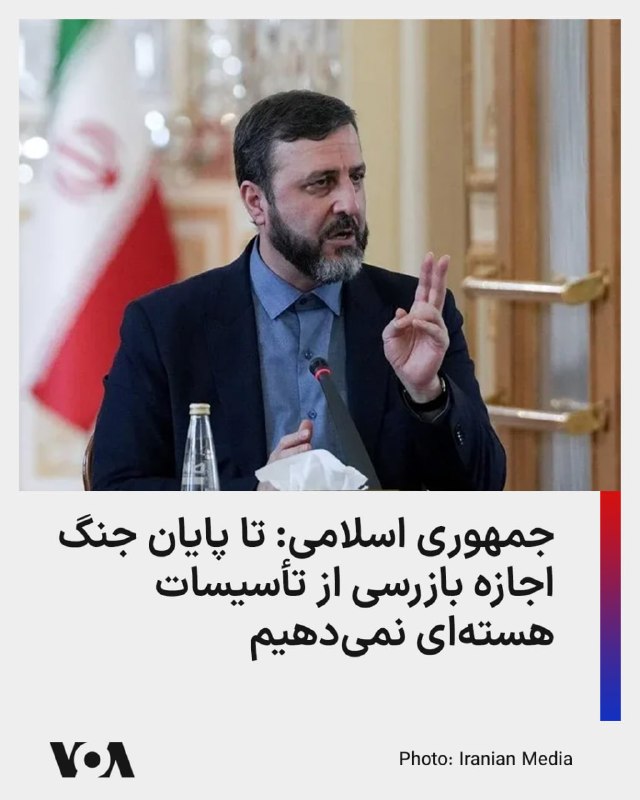 جمهوری اسلامی: تا پایان جنگ
اجازه بازرسی از تأسیسات
هسته‌ای نمی‌دهیم
VOA
Photo: Iranian Media